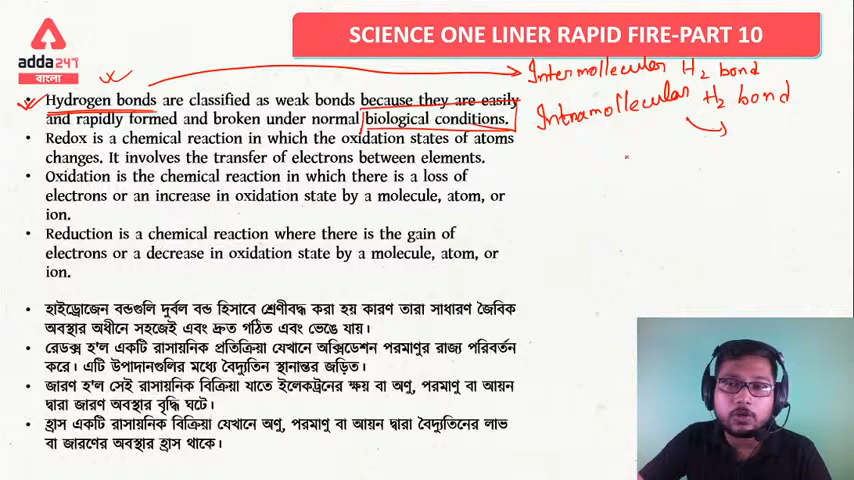 SCIENCE ONE LINER RAPID FIRE-PART 10
adda247
বাংলা
Intermollecular H2 bond
Intramollecular H2 bond
• Hydrogen bonds are classified as weak bonds because they are easily
and rapidly formed and broken under normal biological conditions.
• Redox is a chemical reaction in which the oxidation states of atoms
changes. It involves the transfer of electrons between elements.
• Oxidation is the chemical reaction in which there is a loss of
electrons or an increase in oxidation state by a molecule, atom, or
ion.
• Reduction is a chemical reaction where there is the gain of
electrons or a decrease in oxidation state by a molecule, atom, or
ion.
• হাইড্রোজেন বন্ডগুলি দুর্বল বন্ড হিসাবে শ্রেণীবদ্ধ করা হয় কারণ তারা সাধারণ জৈবিক
অবস্থার অধীনে সহজেই এবং দ্রুত গঠিত এবং ভেঙে যায়।
• রেডক্স হ'ল একটি রাসায়নিক প্রতিক্রিয়া যেখানে অক্সিডেশন পরমাণুর রাজ্য পরিবর্তন
করে। এটি উপাদানগুলির মধ্যে বৈদ্যুতিন স্থানান্তর জড়িত।
• জারণ হ'ল সেই রাসায়নিক বিক্রিয়া যাতে ইলেকট্রনের ক্ষয় বা অণু, পরমাণু বা আয়ন
দ্বারা জারণ অবস্থার বৃদ্ধি ঘটে।
• হ্রাস একটি রাসায়নিক বিক্রিয়া যেখানে অণু, পরমাণু বা আয়ন দ্বারা বৈদ্যুতিনের লাভ
বা জারণের অবস্থার হ্রাস থাকে।